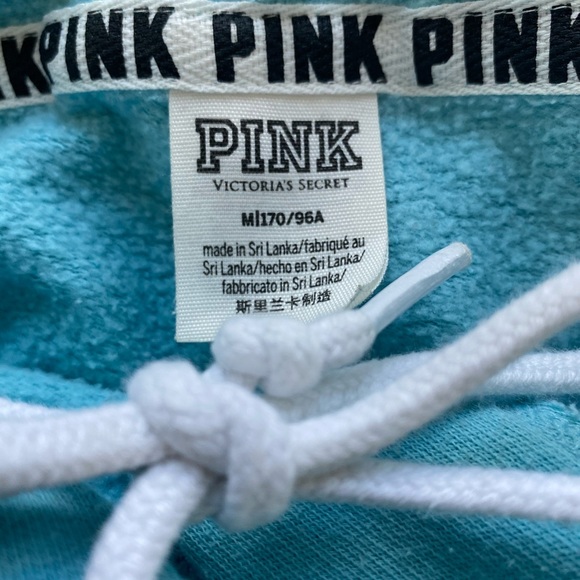 PINK PINK PINK
PINK
VICTORIA'S SECRET
M|170/96A
made in Sri Lanka/fabriqué au
Sri Lanka/hecho en Sri Lanka/
fabbricato in Sri Lanka/
斯里兰卡制造